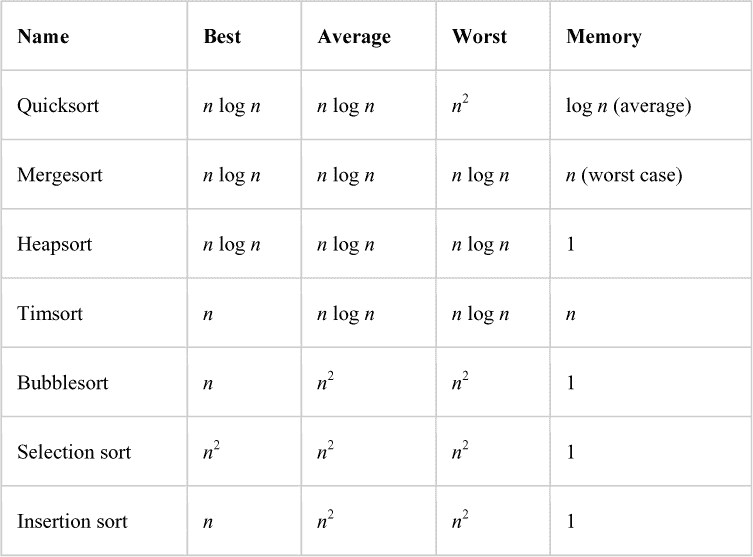 Name Best Average Worst Memory
Quicksort n log n n log n n² log n (average)
Mergesort n log n n log n n log n n (worst case)
Heapsort n log n n log n n log n 1
Timsort n n log n n log n n
Bubblesort n n² n² 1
Selection sort n² n² n² 1
Insertion sort n n² n² 1